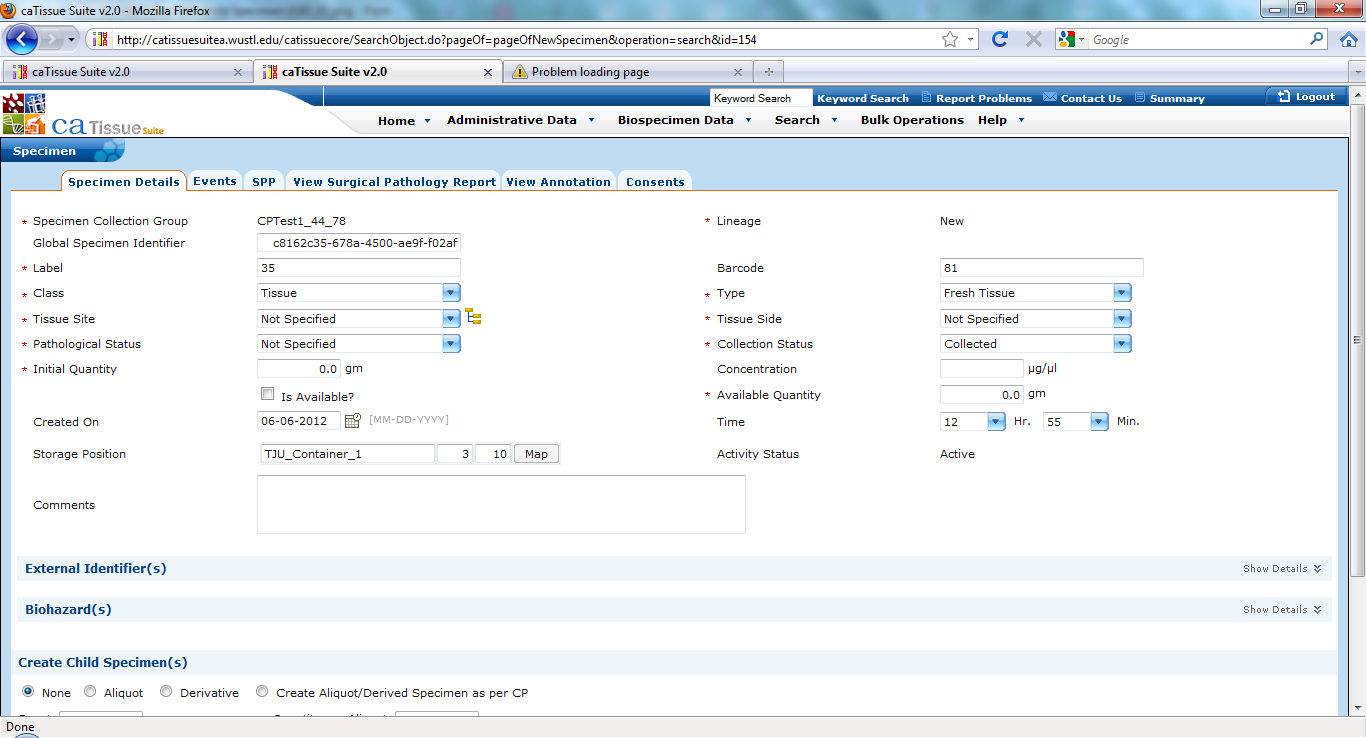 caTissue Suite v2.0 - Mozilla Firefox
http://catissuesuitea.wustl.edu/catissuecore/SearchObject.do?pageOf=pageOfNewSpecimen&operation=search&id=154
Google
caTissue Suite v2.0
caTissue Suite v2.0
Problem loading page
Keyword Search
Keyword Search
Report Problems
Contact Us
Summary
Logout
ca Tissue Suite
Home
Administrative Data
Biospecimen Data
Search
Bulk Operations
Help
Specimen
Specimen Details
Events
SPP
View Surgical Pathology Report
View Annotation
Consents
* Specimen Collection Group CPTest1_44_78 * Lineage New
Global Specimen Identifier c8162c35-678a-4500-ae9f-f02af
* Label 35 Barcode 81
* Class Tissue * Type Fresh Tissue
* Tissue Site Not Specified * Tissue Side Not Specified
* Pathological Status Not Specified * Collection Status Collected
* Initial Quantity 0.0 gm Concentration µg/µl
Is Available? * Available Quantity 0.0 gm
Created On 06-06-2012 [MM-DD-YYYY] Time 12 Hr. 55 Min.
Storage Position TJU_Container_1 3 10 Map Activity Status Active
Comments
External Identifier(s) Show Details
Biohazard(s) Show Details
Create Child Specimen(s)
None Aliquot Derivative Create Aliquot/Derived Specimen as per CP
Done